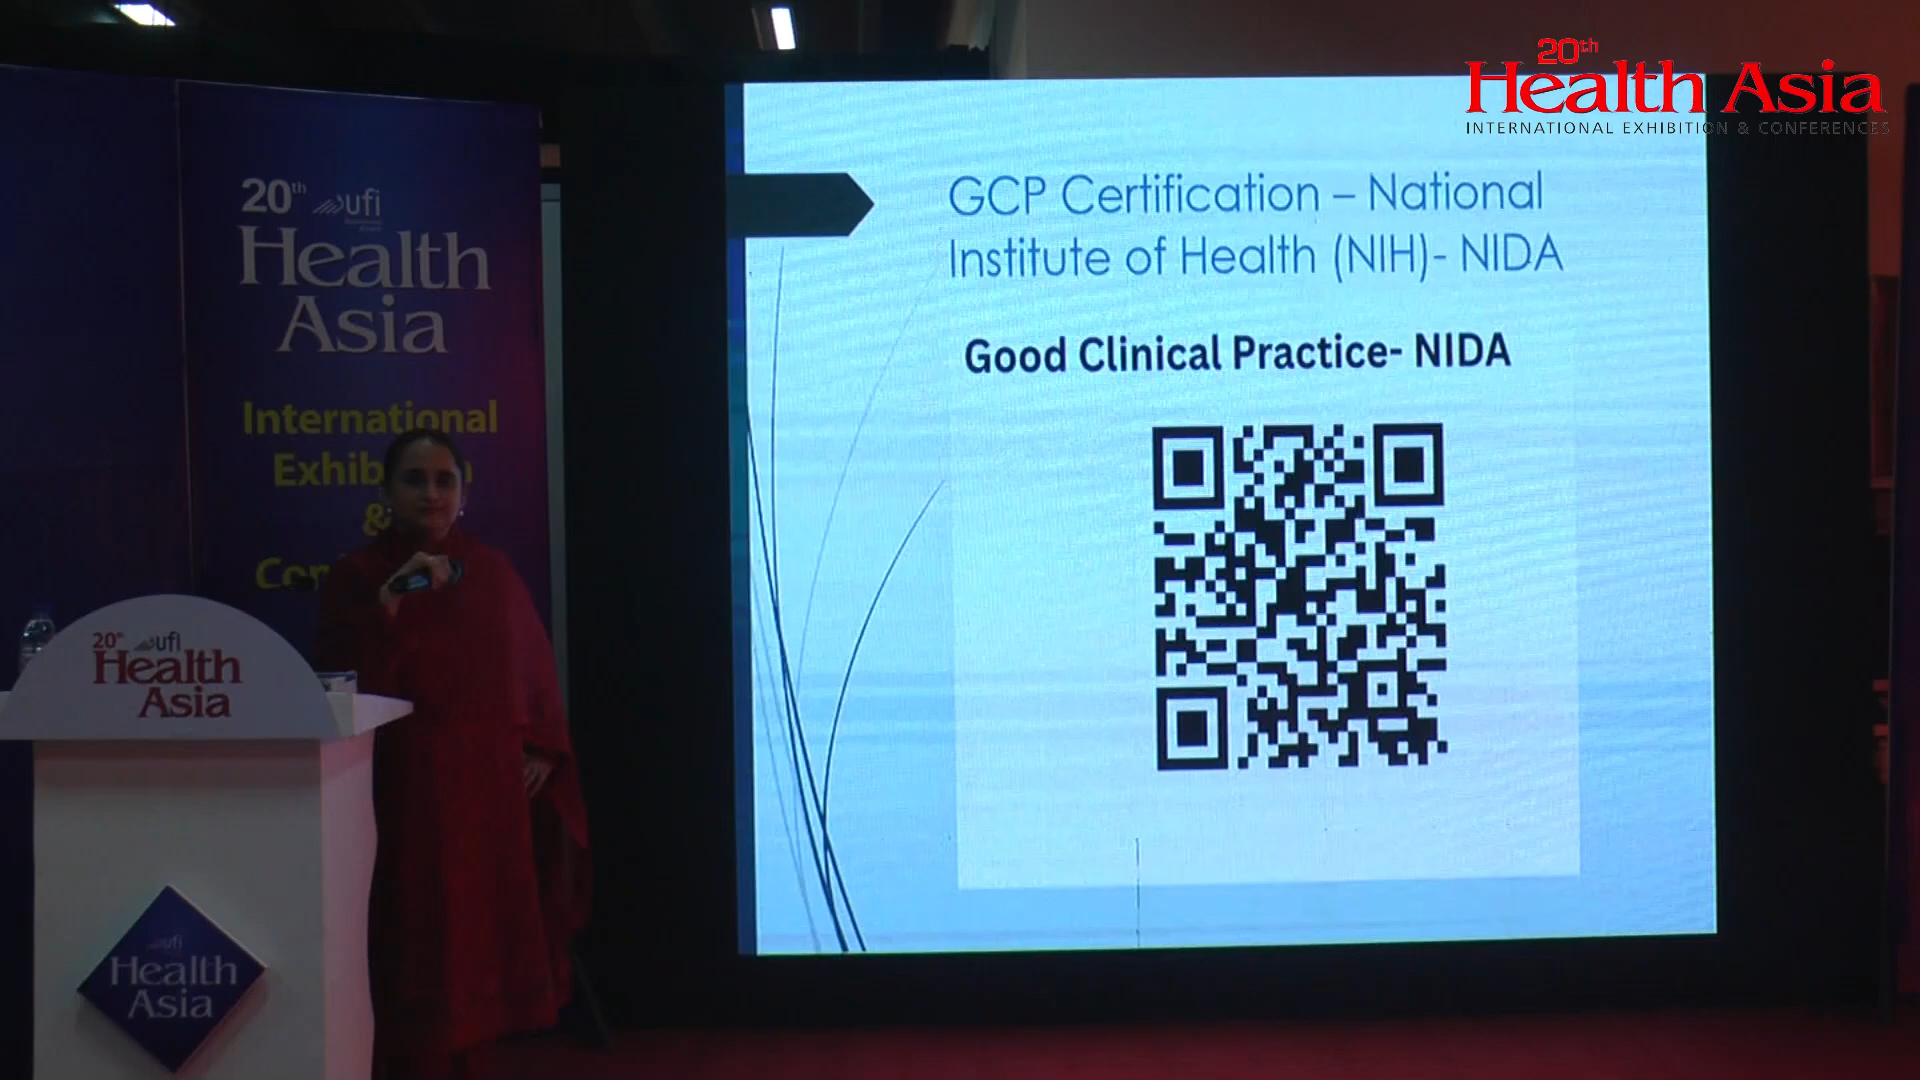 20th
Health Asia
INTERNATIONAL EXHIBITION & CONFERENCES
20th ufi
Health
Asia
International
Exhib
&
Con
GCP Certification – National
Institute of Health (NIH)- NIDA
Good Clinical Practice- NIDA
20th ufi
Health
Asia
ufi
Health
Asia